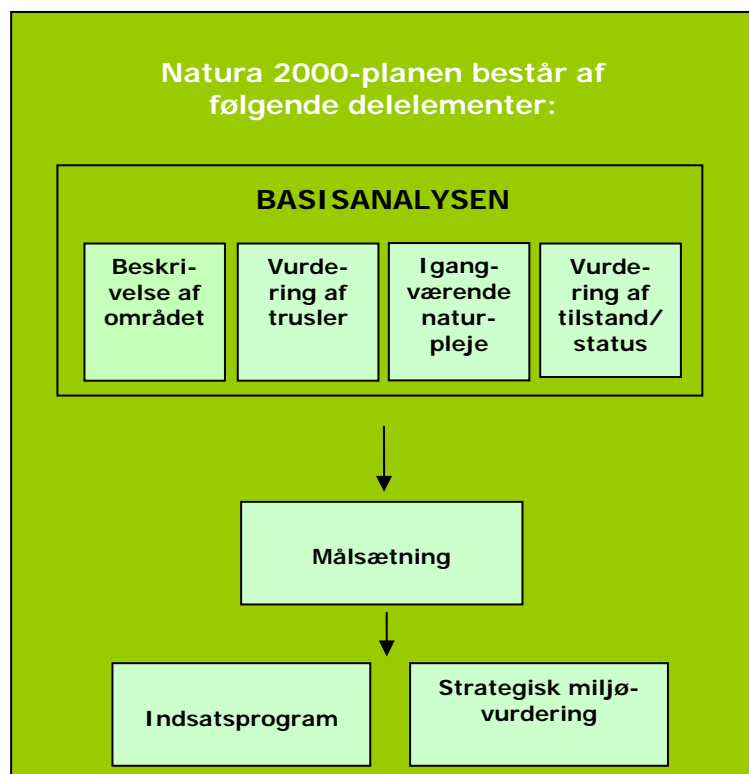 Natura 2000-planen består af
følgende delelementer:
BASISANALYSEN
Beskri-
velse af
området
Vurde-
ring af
trusler
Igang-
værende
natur-
pleje
Vurde-
ring af
tilstand/
status
Målsætning
Indsatsprogram
Strategisk miljø-
vurdering